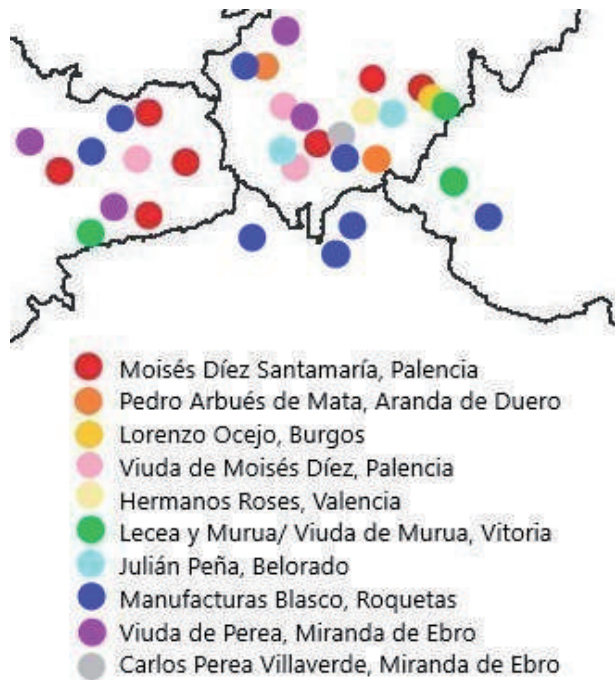 Moisés Díez Santamaría, Palencia
Pedro Arbués de Mata, Aranda de Duero
Lorenzo Ocejo, Burgos
Viuda de Moisés Díez, Palencia
Hermanos Roses, Valencia
Lecea y Murua/ Viuda de Murua, Vitoria
Julián Peña, Belorado
Manufacturas Blasco, Roquetas
Viuda de Perea, Miranda de Ebro
Carlos Perea Villaverde, Miranda de Ebro